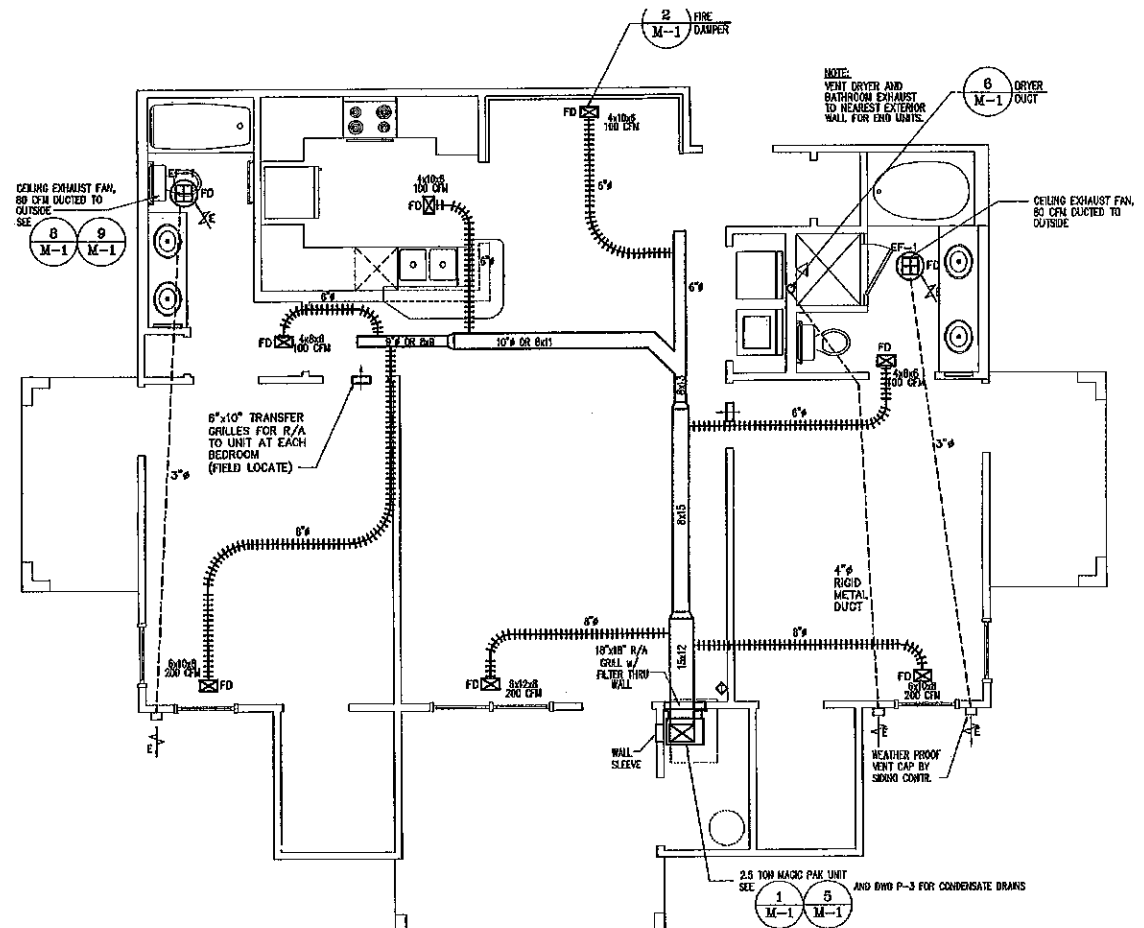 2
M-1
FIRE
DAMPER
NOTE:
VENT DRYER AND
BATHROOM EXHAUST
TO NEAREST EXTERIOR
WALL FOR END UNITS.
6
M-1
DRYER
DUCT
FD
4x10x6
100 CFM
6"ø
EF-1
FD
E
CEILING EXHAUST FAN,
80 CFM DUCTED TO
OUTSIDE
SEE
8
M-1
9
M-1
4x10x6
100 CFM
FD
6"ø
6"ø
CEILING EXHAUST FAN,
80 CFM DUCTED TO
OUTSIDE
EF-1
FD
6"ø
FD
4x8x6
100 CFM
9"ø OR 8x9
10"ø OR 8x11
8x13
FD
4x8x6
100 CFM
6"ø
6"x10" TRANSFER
GRILLES FOR R/A
TO UNIT AT EACH
BEDROOM
(FIELD LOCATE)
3"ø
3"ø
8x15
8"ø
4"ø
RIGID
METAL
DUCT
8"ø
8"ø
18"x18" R/A
GRILL W/
FILTER THRU
WALL
15x12
6x10x8
200 CFM
FD
FD
8x12x8
200 CFM
FD
6x10x8
200 CFM
E
E
E
WALL
SLEEVE
WEATHER PROOF
VENT CAP BY
SIDING CONTR.
2.5 TON MAGIC PAK UNIT
SEE
1
M-1
5
M-1
AND DWG P-3 FOR CONDENSATE DRAINS